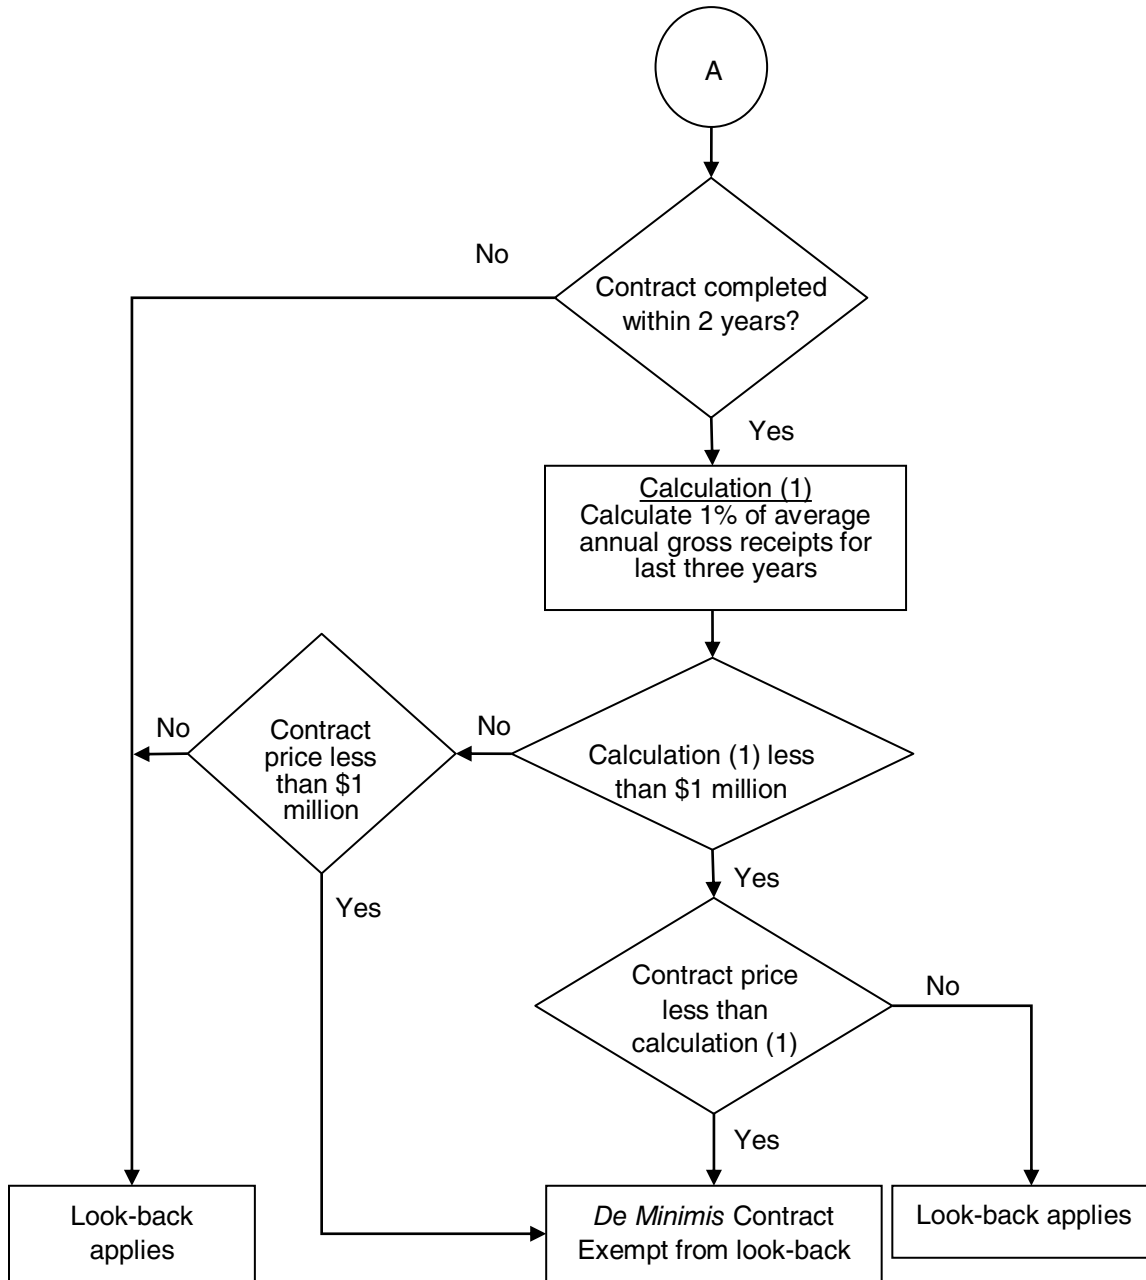 A
No
Contract completed
within 2 years?
Yes
Calculation (1)
Calculate 1% of average
annual gross receipts for
last three years
No
Contract
price less
than $1
million
No
Calculation (1) less
than $1 million
Yes
Yes
Contract price
less than
calculation (1)
No
Yes
Look-back
applies
De Minimis Contract
Exempt from look-back
Look-back applies